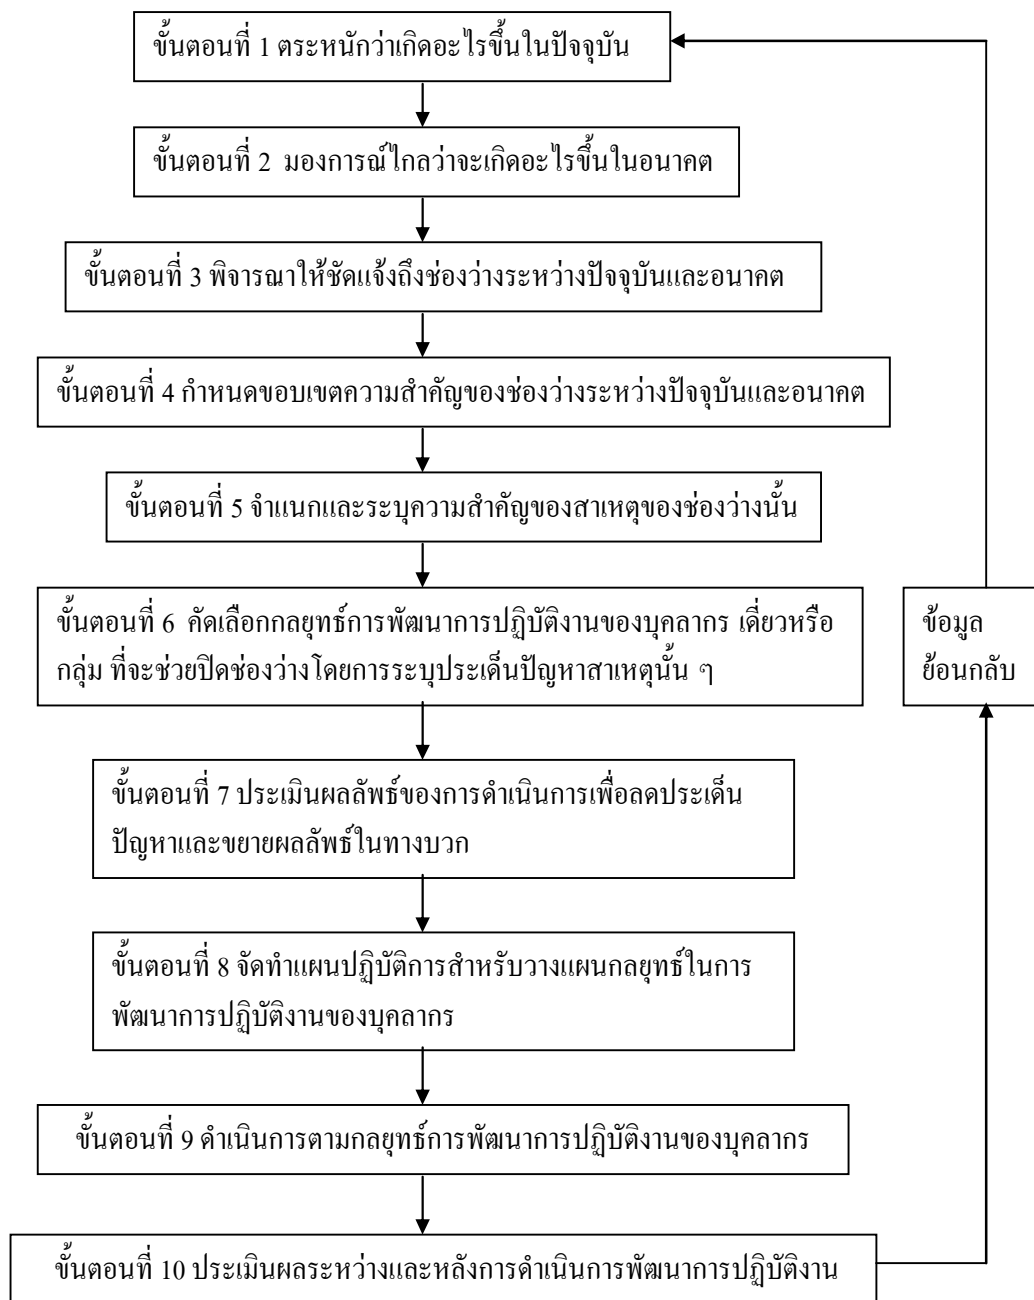 ขั้นตอนที่ 1 ตระหนักว่าเกิดอะไรขึ้นในปัจจุบัน
ขั้นตอนที่ 2 มองการณ์ไกลว่าจะเกิดอะไรขึ้นในอนาคต
ขั้นตอนที่ 3 พิจารณาให้ชัดแจ้งถึงช่องว่างระหว่างปัจจุบันและอนาคต
ขั้นตอนที่ 4 กำหนดขอบเขตความสำคัญของช่องว่างระหว่างปัจจุบันและอนาคต
ขั้นตอนที่ 5 จำแนกและระบุความสำคัญของสาเหตุของช่องว่างนั้น
ขั้นตอนที่ 6 คัดเลือกกลยุทธ์การพัฒนาการปฏิบัติงานของบุคลากร เดี่ยวหรือ
กลุ่ม ที่จะช่วยปิดช่องว่างโดยการระบุประเด็นปัญหาสาเหตุนั้น ๆ
ข้อมูล
ย้อนกลับ
ขั้นตอนที่ 7 ประเมินผลลัพธ์ของการดำเนินการเพื่อลดประเด็น
ปัญหาและขยายผลลัพธ์ในทางบวก
ขั้นตอนที่ 8 จัดทำแผนปฏิบัติการสำหรับวางแผนกลยุทธ์ในการ
พัฒนาการปฏิบัติงานของบุคลากร
ขั้นตอนที่ 9 ดำเนินการตามกลยุทธ์การพัฒนาการปฏิบัติงานของบุคลากร
ขั้นตอนที่ 10 ประเมินผลระหว่างและหลังการดำเนินการพัฒนาการปฏิบัติงาน